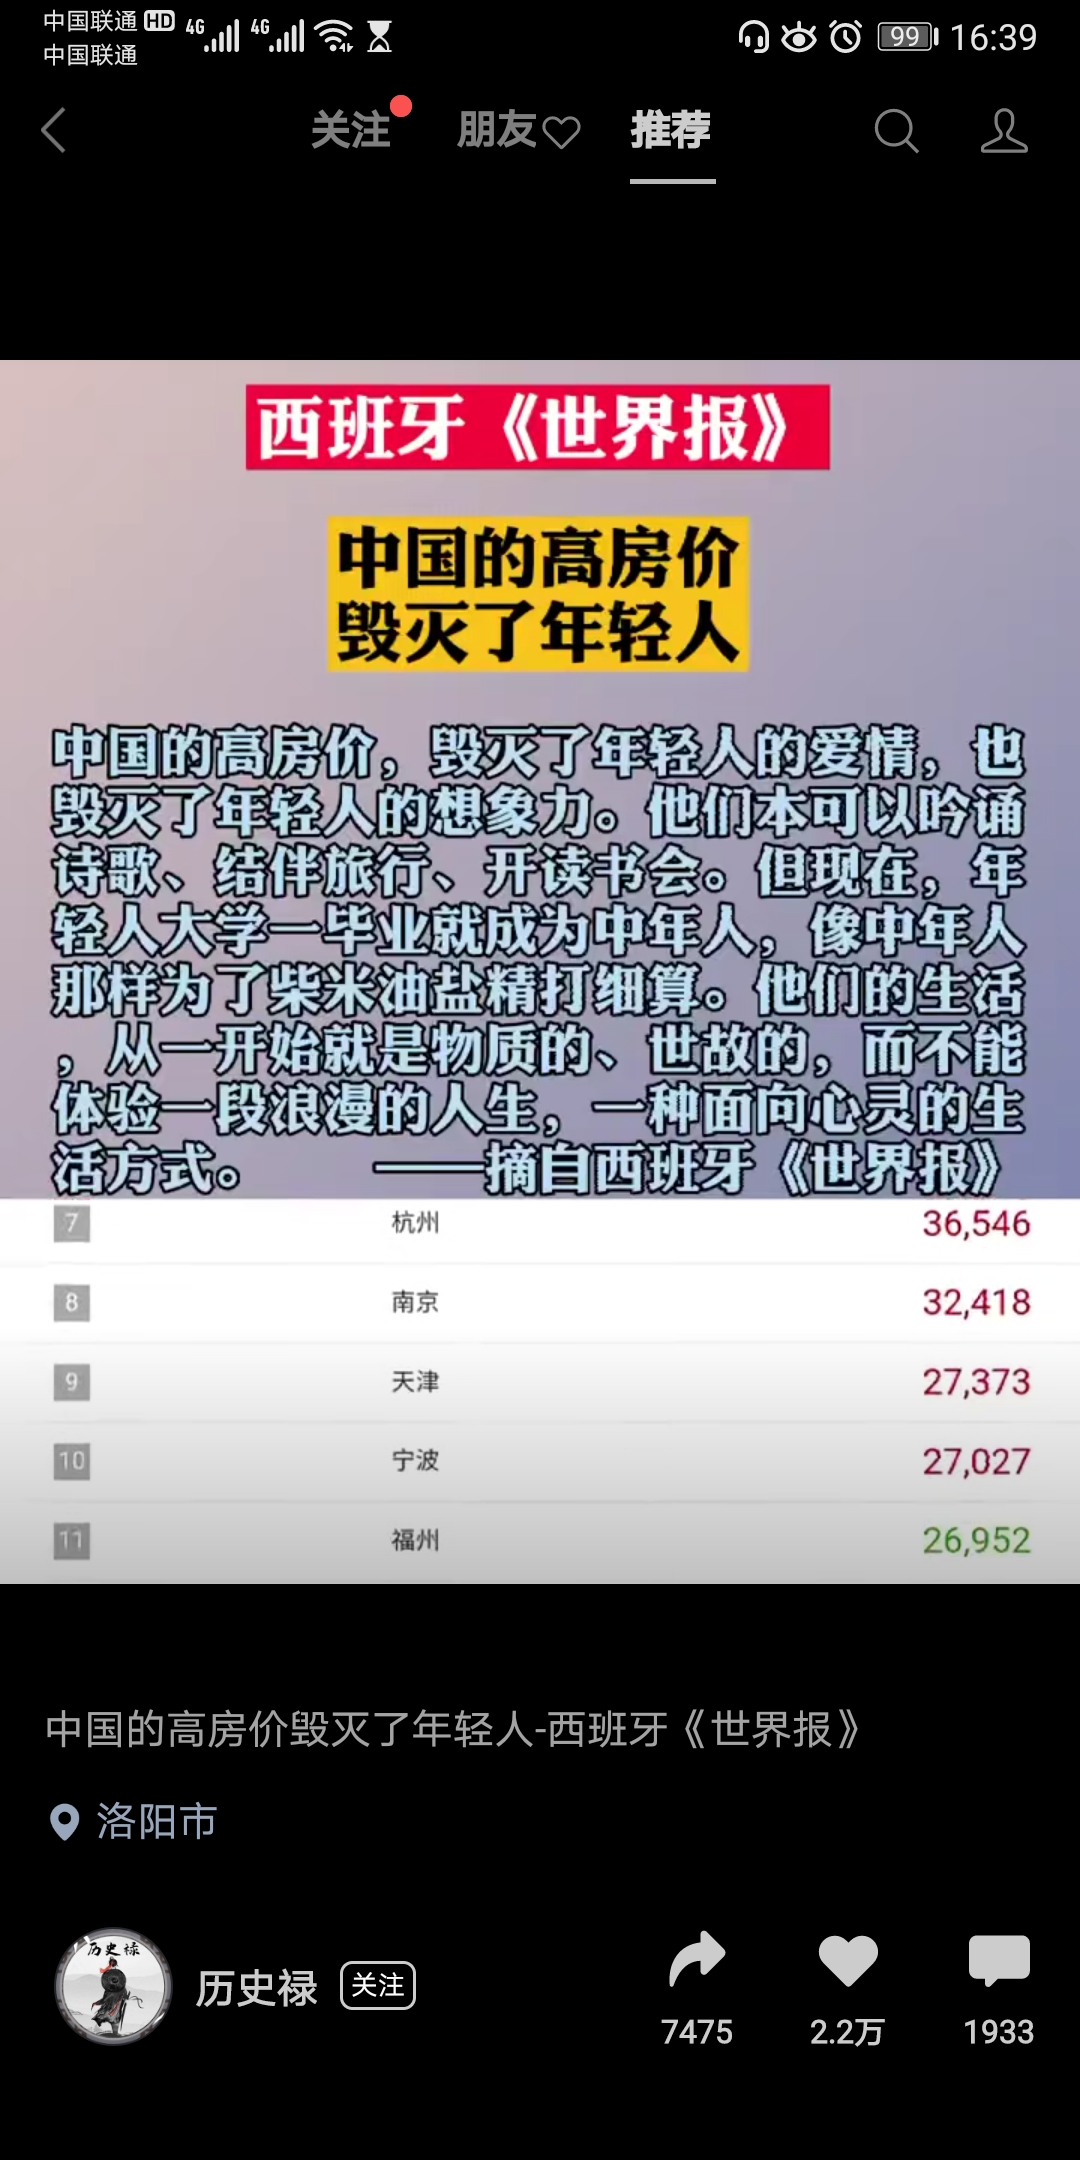 中国联通 HD 4G 4G 99 16:39
中国联通
关注 朋友 推荐
西班牙《世界报》
中国的高房价
毁灭了年轻人
中国的高房价，毁灭了年轻人的爱情，也
毁灭了年轻人的想象力。他们本可以吟诵
诗歌、结伴旅行、开读书会。但现在，年
轻人大学一毕业就成为中年人，像中年人
那样为了柴米油盐精打细算。他们的生活
，从一开始就是物质的、世故的，而不能
体验一段浪漫的人生，一种面向心灵的生
活方式。 ——摘自西班牙《世界报》
7 杭州 36,546
8 南京 32,418
9 天津 27,373
10 宁波 27,027
11 福州 26,952
中国的高房价毁灭了年轻人-西班牙《世界报》
洛阳市
历史禄
历史禄 关注
7475 2.2万 1933